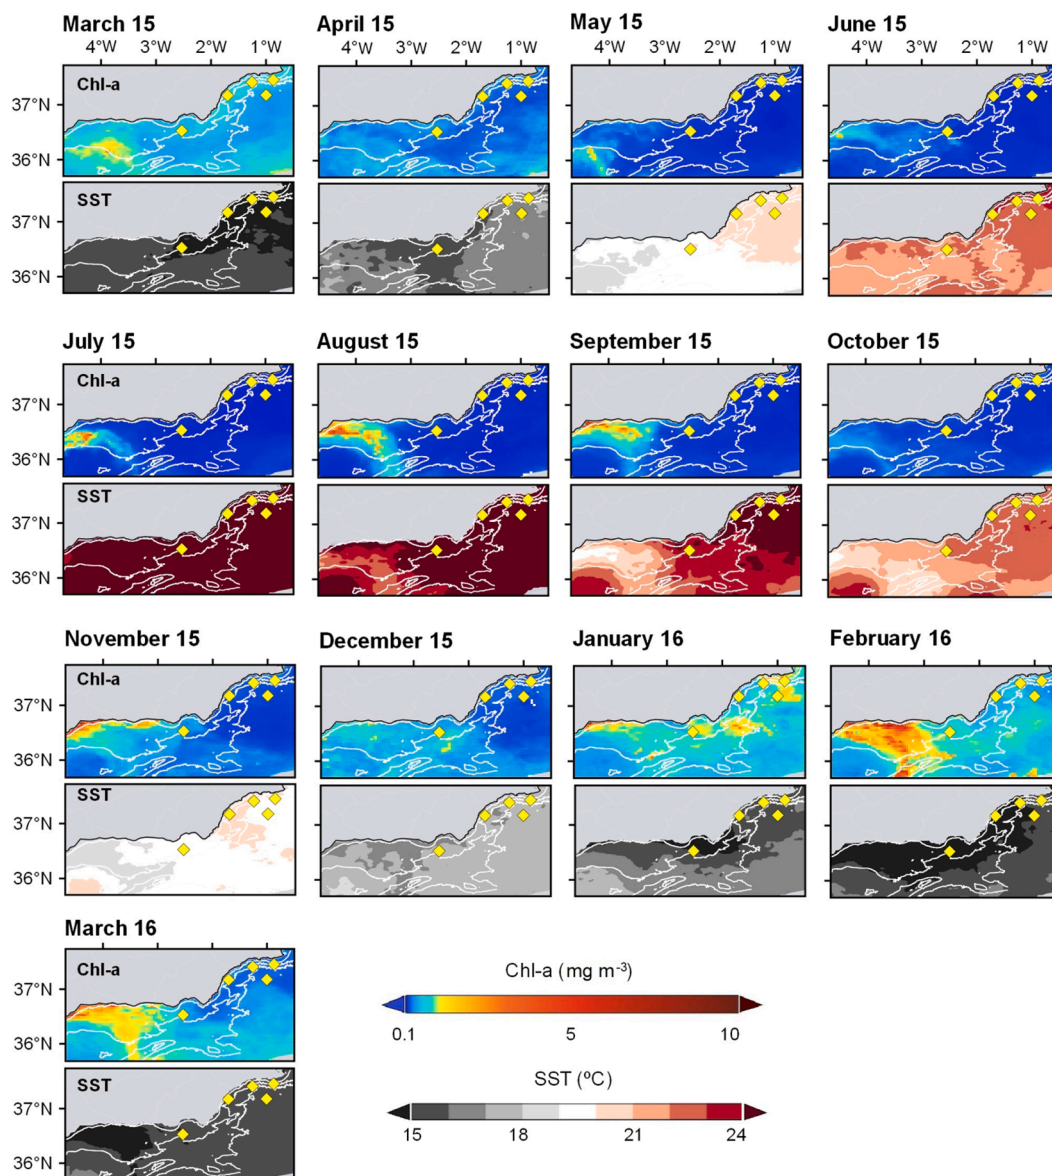 March 15 April 15 May 15 June 15
4°W 3°W 2°W 1°W 4°W 3°W 2°W 1°W 4°W 3°W 2°W 1°W 4°W 3°W 2°W 1°W
Chl-a
37°N
36°N
SST
37°N
36°N
July 15 August 15 September 15 October 15
Chl-a
37°N
36°N
SST
37°N
36°N
November 15 December 15 January 16 February 16
Chl-a
37°N
36°N
SST
37°N
36°N
March 16
Chl-a
37°N
36°N
SST
37°N
36°N
Chl-a (mg m⁻³)
0.1 5 10
SST (ºC)
15 18 21 24